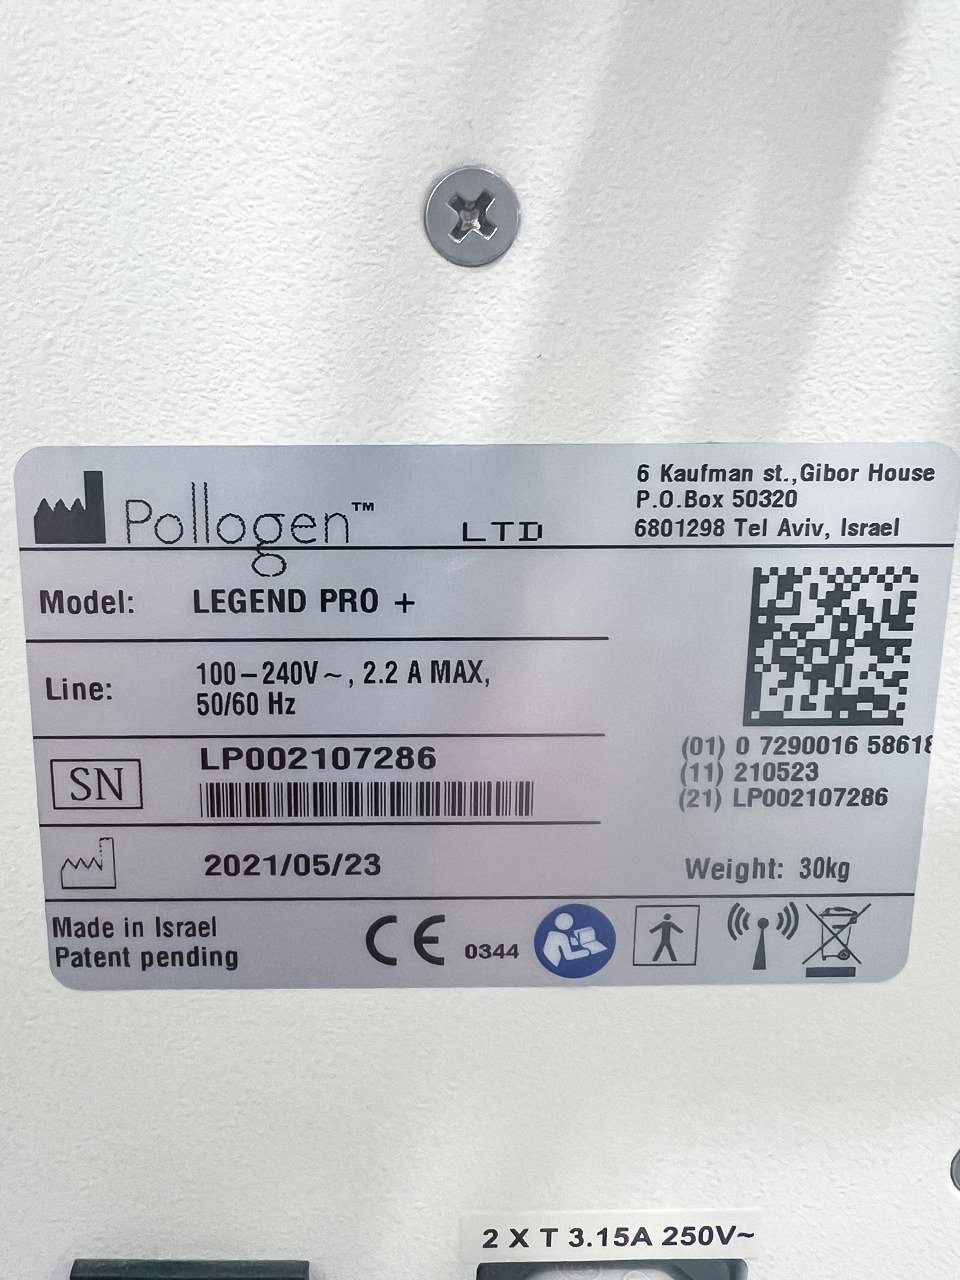 Pollogen™ LTD
6 Kaufman st.,Gibor House
P.O.Box 50320
6801298 Tel Aviv, Israel
Model: LEGEND PRO +
Line: 100-240V~, 2.2 A MAX,
50/60 Hz
SN LP002107286
(01) 0 7290016 58618
(11) 210523
(21) LP002107286
2021/05/23
Weight: 30kg
Made in Israel
Patent pending
CE 0344
2 X T 3.15A 250V~